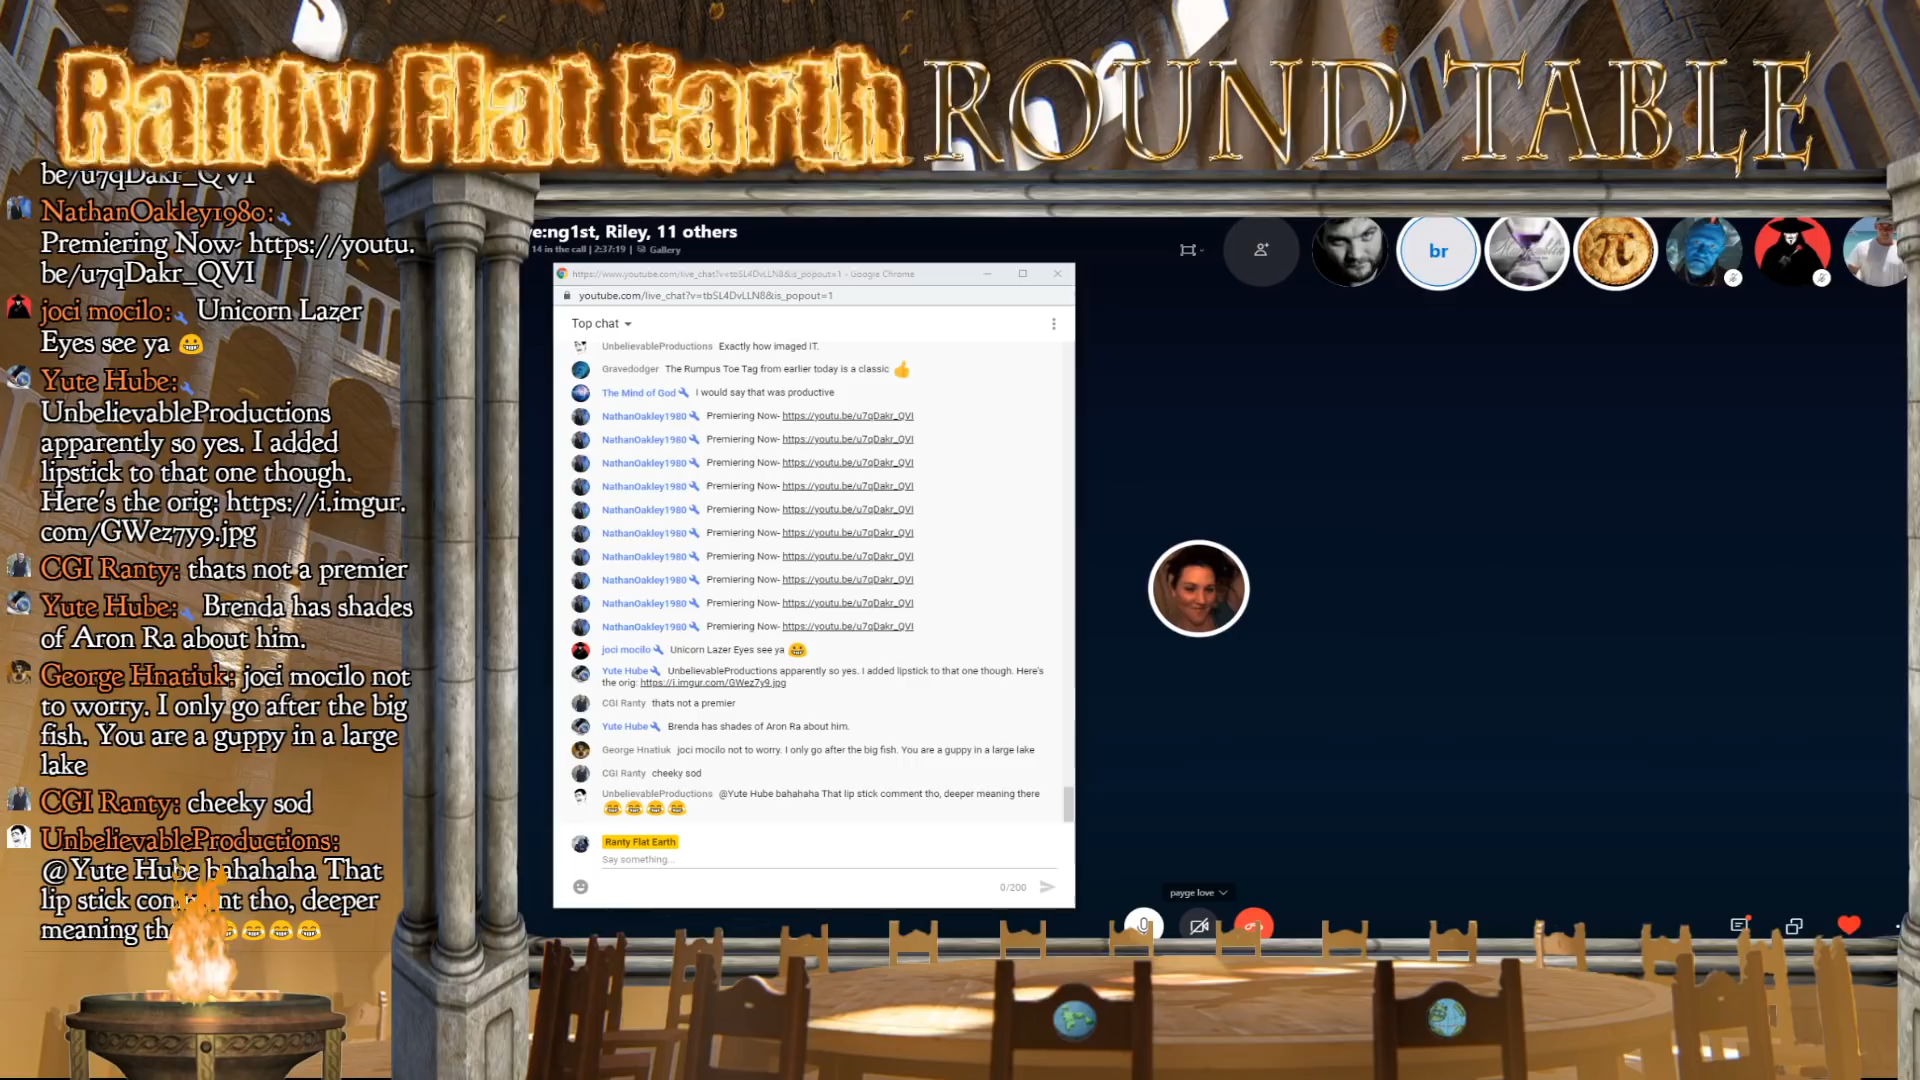 Ranty Flat Earth ROUND TABLE
be/u7qDakr_QVI
NathanOakley1980:
Premiering Now- https://youtu.
be/u7qDakr_QVI
joci mocilo: Unicorn Lazer
Eyes see ya 😁
Yute Hube:
UnbelievableProductions
apparently so yes. I added
lipstick to that one though.
Here's the orig: https://i.imgur.
com/GWez7y9.jpg
CGI Ranty: thats not a premier
Yute Hube: Brenda has shades
of Aron Ra about him.
George Hnatiuk: joci mocilo not
to worry. I only go after the big
fish. You are a guppy in a large
lake
CGI Ranty: cheeky sod
UnbelievableProductions:
@Yute Hube bahahaha That
lip stick tho, deeper
meaning 😂😂😂
ve:ng1st, Riley, 11 others
14 in the call | 2:37:19 | Gallery
br
https://www.youtube.com/live_chat?v=tbSL4DvLLN8&is_popout=1 - Google Chrome
youtube.com/live_chat?v=tbSL4DvLLN8&is_popout=1
Top chat
UnbelievableProductions Exactly how imaged IT.
Gravedodger The Rumpus Toe Tag from earlier today is a classic 👍
The Mind of God I would say that was productive
NathanOakley1980 Premiering Now- https://youtu.be/u7qDakr_QVI
NathanOakley1980 Premiering Now- https://youtu.be/u7qDakr_QVI
NathanOakley1980 Premiering Now- https://youtu.be/u7qDakr_QVI
NathanOakley1980 Premiering Now- https://youtu.be/u7qDakr_QVI
NathanOakley1980 Premiering Now- https://youtu.be/u7qDakr_QVI
NathanOakley1980 Premiering Now- https://youtu.be/u7qDakr_QVI
NathanOakley1980 Premiering Now- https://youtu.be/u7qDakr_QVI
NathanOakley1980 Premiering Now- https://youtu.be/u7qDakr_QVI
NathanOakley1980 Premiering Now- https://youtu.be/u7qDakr_QVI
NathanOakley1980 Premiering Now- https://youtu.be/u7qDakr_QVI
joci mocilo Unicorn Lazer Eyes see ya 😁
Yute Hube UnbelievableProductions apparently so yes. I added lipstick to that one though. Here's
the orig: https://i.imgur.com/GWez7y9.jpg
CGI Ranty thats not a premier
Yute Hube Brenda has shades of Aron Ra about him.
George Hnatiuk joci mocilo not to worry. I only go after the big fish. You are a guppy in a large lake
CGI Ranty cheeky sod
UnbelievableProductions @Yute Hube bahahaha That lip stick comment tho, deeper meaning there
😂😂😂😂
Ranty Flat Earth
Say something...
0/200
payge love